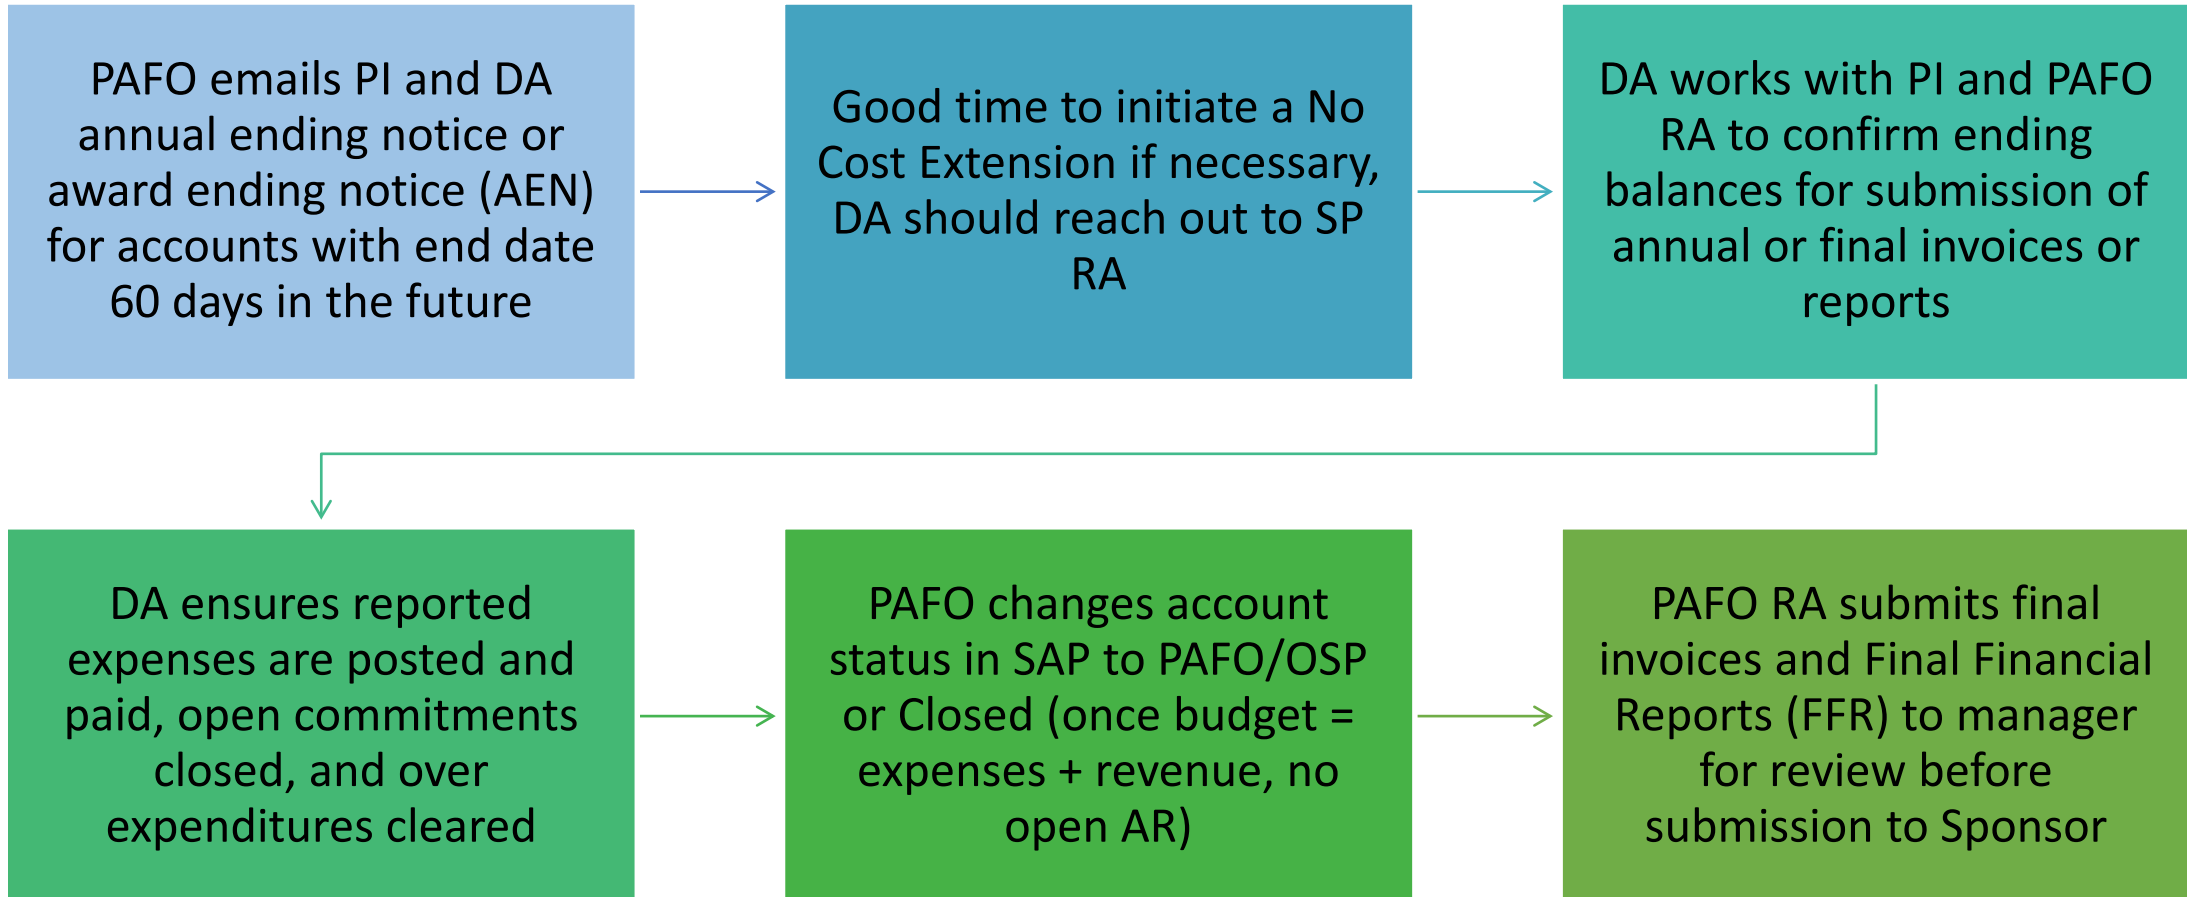 PAFO emails PI and DA
annual ending notice or
award ending notice (AEN)
for accounts with end date
60 days in the future
Good time to initiate a No
Cost Extension if necessary,
DA should reach out to SP
RA
DA works with PI and PAFO
RA to confirm ending
balances for submission of
annual or final invoices or
reports
DA ensures reported
expenses are posted and
paid, open commitments
closed, and over
expenditures cleared
PAFO changes account
status in SAP to PAFO/OSP
or Closed (once budget =
expenses + revenue, no
open AR)
PAFO RA submits final
invoices and Final Financial
Reports (FFR) to manager
for review before
submission to Sponsor